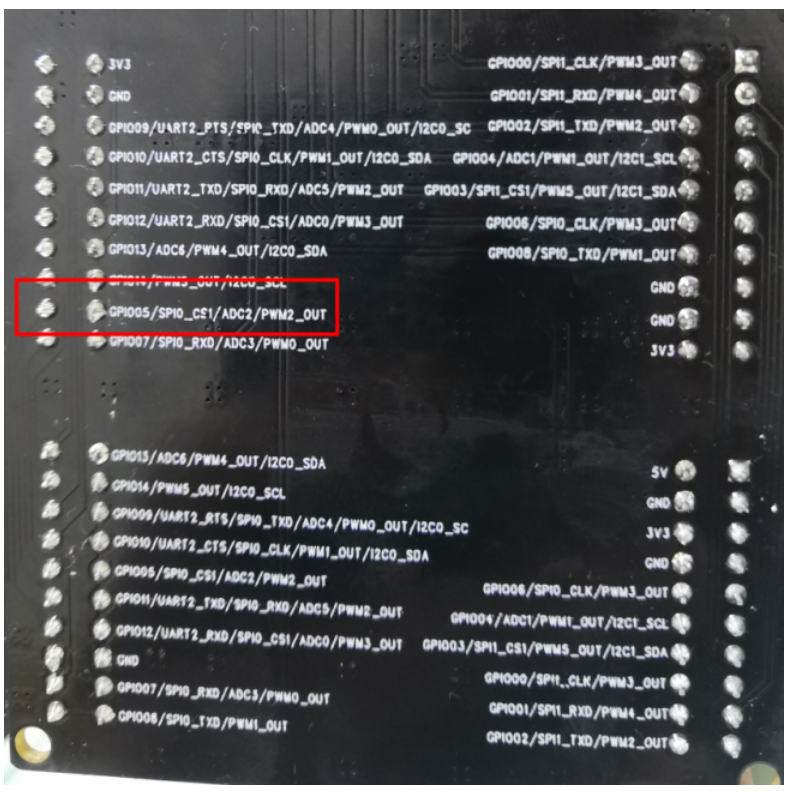 3V3
GND
GPIO09/UART2_RTS/SPI0_TXD/ADC4/PWM0_OUT/I2C0_SC
GPIO10/UART2_CTS/SPI0_CLK/PWM1_OUT/I2C0_SDA
GPIO11/UART2_TXD/SPI0_RXD/ADC5/PWM2_OUT
GPIO12/UART2_RXD/SPI0_CS1/ADC0/PWM3_OUT
GPIO13/ADC6/PWM4_OUT/I2C0_SDA
GPIO14/PWM5_OUT/I2C0_SCL
GPIO05/SPI0_CS1/ADC2/PWM2_OUT
GPIO07/SPI0_RXD/ADC3/PWM0_OUT
GPIO00/SPI1_CLK/PWM3_OUT
GPIO01/SPI1_RXD/PWM4_OUT
GPIO02/SPI1_TXD/PWM2_OUT
GPIO04/ADC1/PWM1_OUT/I2C1_SCL
GPIO03/SPI1_CS1/PWM5_OUT/I2C1_SDA
GPIO06/SPI0_CLK/PWM3_OUT
GPIO08/SPI0_TXD/PWM1_OUT
GND
GND
3V3
GPIO13/ADC6/PWM4_OUT/I2C0_SDA
GPIO14/PWM5_OUT/I2C0_SCL
GPIO09/UART2_RTS/SPI0_TXD/ADC4/PWM0_OUT/I2C0_SC
GPIO10/UART2_CTS/SPI0_CLK/PWM1_OUT/I2C0_SDA
GPIO05/SPI0_CS1/ADC2/PWM2_OUT
GPIO11/UART2_TXD/SPI0_RXD/ADC5/PWM2_OUT
GPIO12/UART2_RXD/SPI0_CS1/ADC0/PWM3_OUT
GND
GPIO07/SPI0_RXD/ADC3/PWM0_OUT
GPIO08/SPI0_TXD/PWM1_OUT
5V
GND
3V3
GND
GPIO06/SPI0_CLK/PWM3_OUT
GPIO04/ADC1/PWM1_OUT/I2C1_SCL
GPIO03/SPI1_CS1/PWM5_OUT/I2C1_SDA
GPIO00/SPI1_CLK/PWM3_OUT
GPIO01/SPI1_RXD/PWM4_OUT
GPIO02/SPI1_TXD/PWM2_OUT